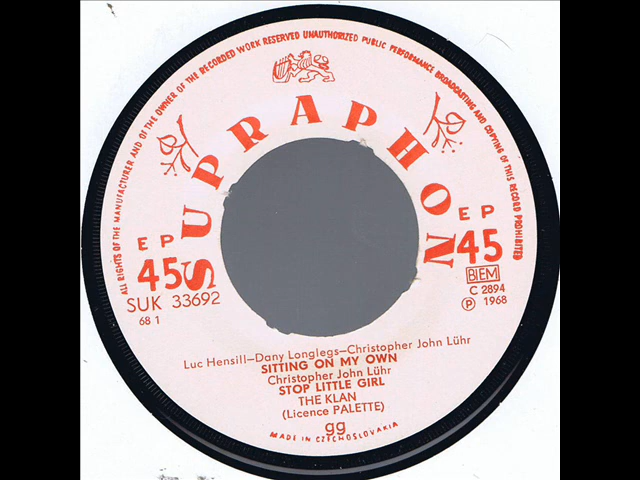 ALL RIGHTS OF THE MANUFACTURER AND OF THE OWNER OF THE RECORDED WORK RESERVED UNAUTHORIZED PUBLIC PERFORMANCE BROADCASTING AND COPYING OF THIS RECORD PROHIBITED
SUPRAPHON
EP
45
EP
45
SUK 33692
68 1
BIEM
C 2894
Ⓟ 1968
Luc Hensill–Dany Longlegs–Christopher John Lühr
SITTING ON MY OWN
Christopher John Lühr
STOP LITTLE GIRL
THE KLAN
(Licence PALETTE)
gg
MADE IN CZECHOSLOVAKIA